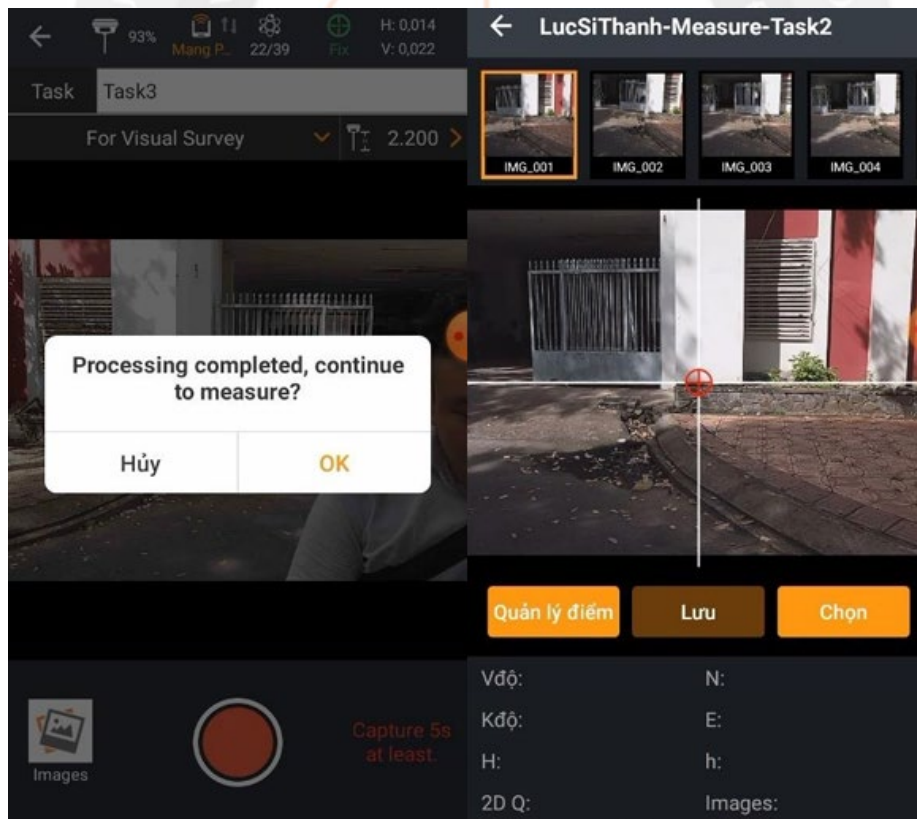 93%
Mạng P...
22/39
Fix
H: 0,014
V: 0,022
Task
Task3
For Visual Survey
2.200
Processing completed, continue
to measure?
Hủy
OK
Images
Capture 5s
at least.
LucSiThanh-Measure-Task2
IMG_001
IMG_002
IMG_003
IMG_004
Quản lý điểm
Lưu
Chọn
Vđộ:
N:
Kđộ:
E:
H:
h:
2D Q:
Images: